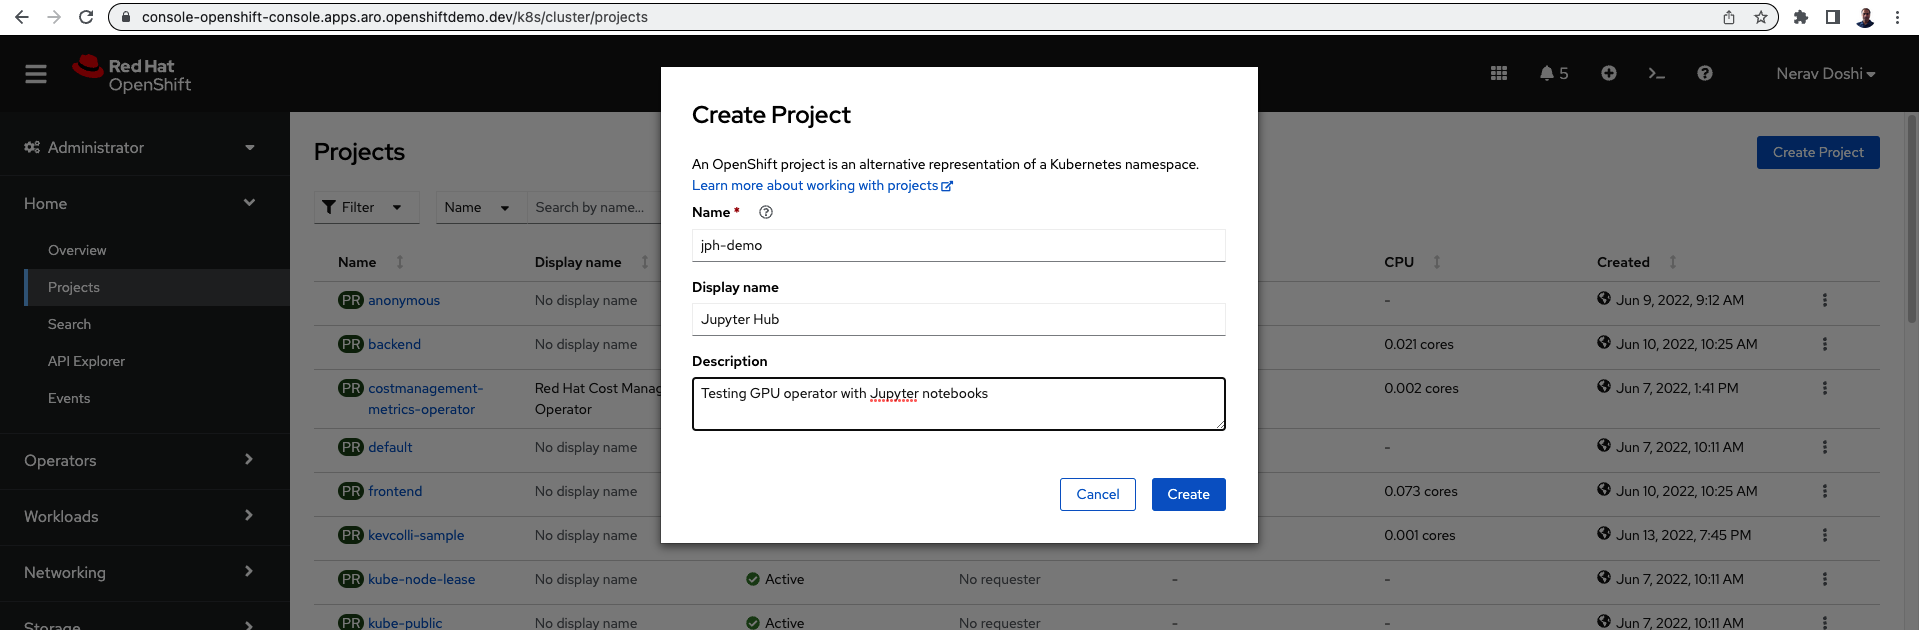 console-openshift-console.apps.aro.openshiftdemo.dev/k8s/cluster/projects
Red Hat
OpenShift
5
Nerav Doshi
Administrator
Home
Overview
Projects
Search
API Explorer
Events
Operators
Workloads
Networking
Storage
Projects
Create Project
Filter
Name
Search by name...
Name
Display name
CPU
Created
PR anonymous
No display name
-
Jun 9, 2022, 9:12 AM
PR backend
No display name
0.021 cores
Jun 10, 2022, 10:25 AM
PR costmanagement-
metrics-operator
Red Hat Cost Manag
Operator
0.002 cores
Jun 7, 2022, 1:41 PM
PR default
No display name
-
Jun 7, 2022, 10:11 AM
PR frontend
No display name
0.073 cores
Jun 10, 2022, 10:25 AM
PR kevcolli-sample
No display name
0.001 cores
Jun 13, 2022, 7:45 PM
PR kube-node-lease
No display name
Active
No requester
-
-
Jun 7, 2022, 10:11 AM
PR kube-public
No display name
Active
No requester
-
-
Jun 7, 2022, 10:11 AM
Create Project
An OpenShift project is an alternative representation of a Kubernetes namespace.
Learn more about working with projects
Name *
jph-demo
Display name
Jupyter Hub
Description
Testing GPU operator with Jupyter notebooks
Cancel
Create